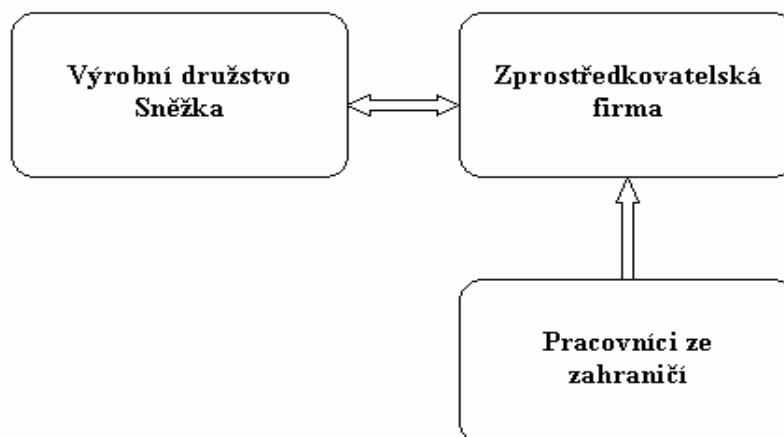 Výrobní družstvo
Sněžka
Zprostředkovatelská
firma
Pracovníci ze
zahraničí